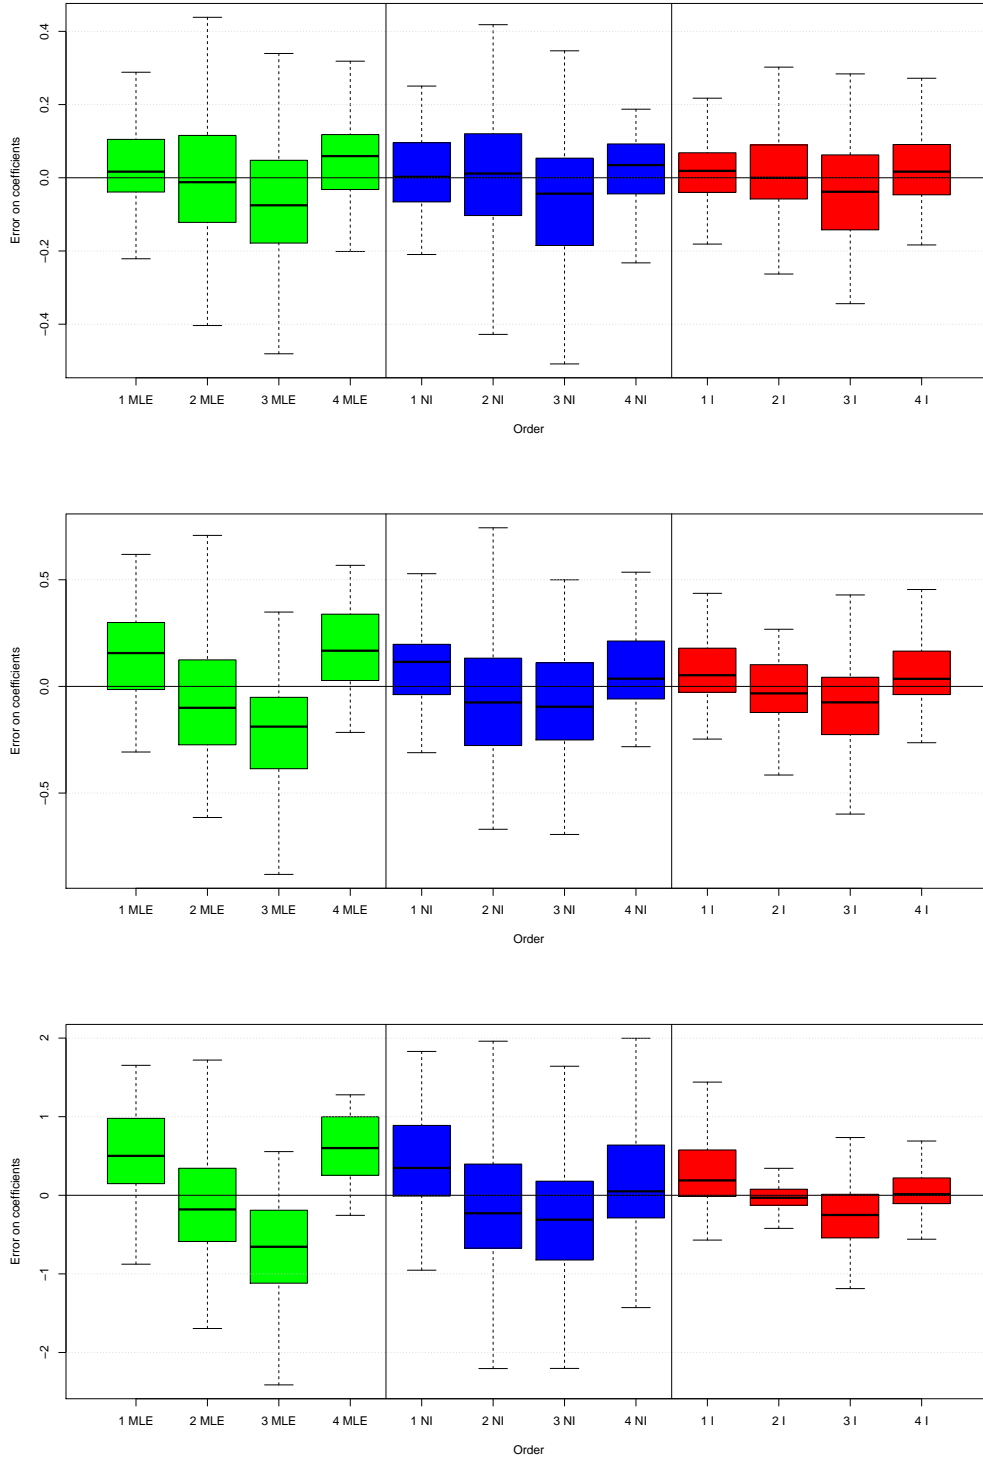 Error on coefficients
0.4
0.2
0.0
−0.2
−0.4
1 MLE 2 MLE 3 MLE 4 MLE 1 NI 2 NI 3 NI 4 NI 1 I 2 I 3 I 4 I
Order
Error on coefficients
0.5
0.0
−0.5
1 MLE 2 MLE 3 MLE 4 MLE 1 NI 2 NI 3 NI 4 NI 1 I 2 I 3 I 4 I
Order
Error on coefficients
2
1
0
−1
−2
1 MLE 2 MLE 3 MLE 4 MLE 1 NI 2 NI 3 NI 4 NI 1 I 2 I 3 I 4 I
Order